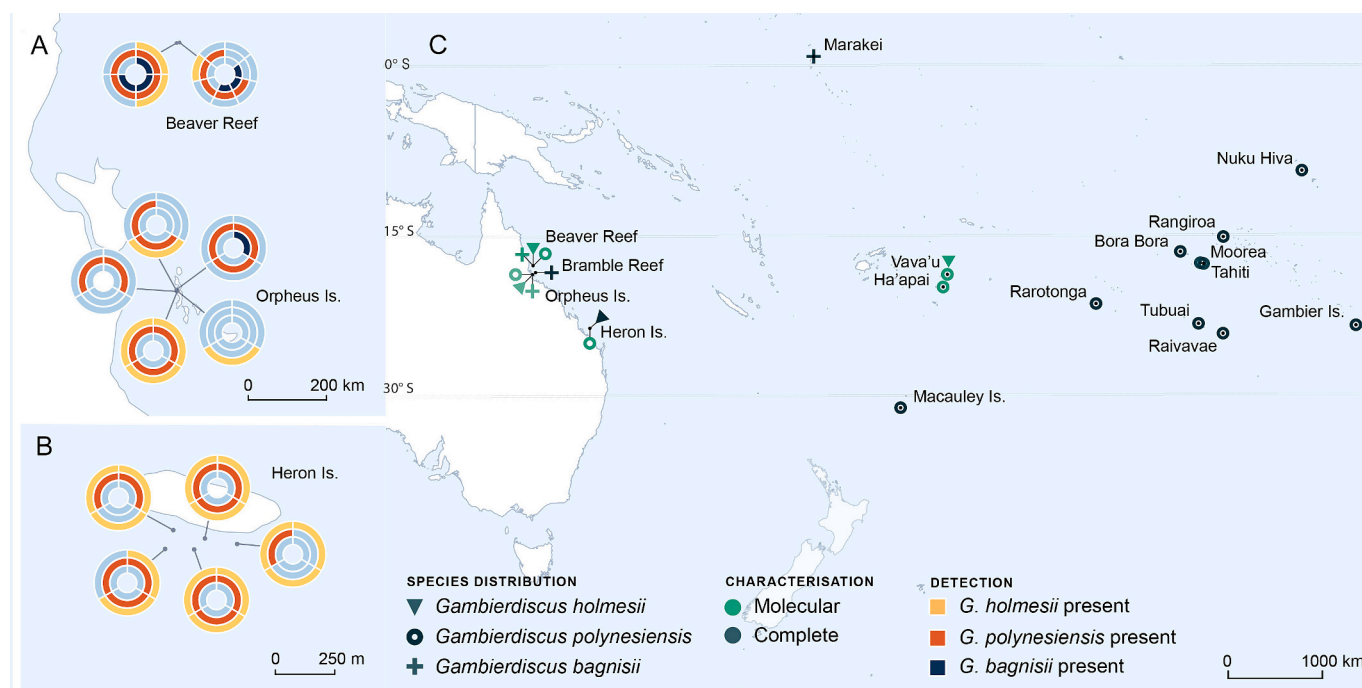 A
Beaver Reef
Orpheus Is.
0 200 km
B
Heron Is.
0 250 m
C
Marakei
0° S
Nuku Hiva
15° S
Rangiroa
Bora Bora
Moorea
Tahiti
Beaver Reef
Bramble Reef
Orpheus Is.
Vava'u
Ha'apai
Rarotonga
Tubuai
Gambier Is.
Raivavae
Heron Is.
30° S
Macauley Is.
SPECIES DISTRIBUTION
Gambierdiscus holmesii
Gambierdiscus polynesiensis
Gambierdiscus bagnisii
CHARACTERISATION
Molecular
Complete
DETECTION
G. holmesii present
G. polynesiensis present
G. bagnisii present
0 1000 km